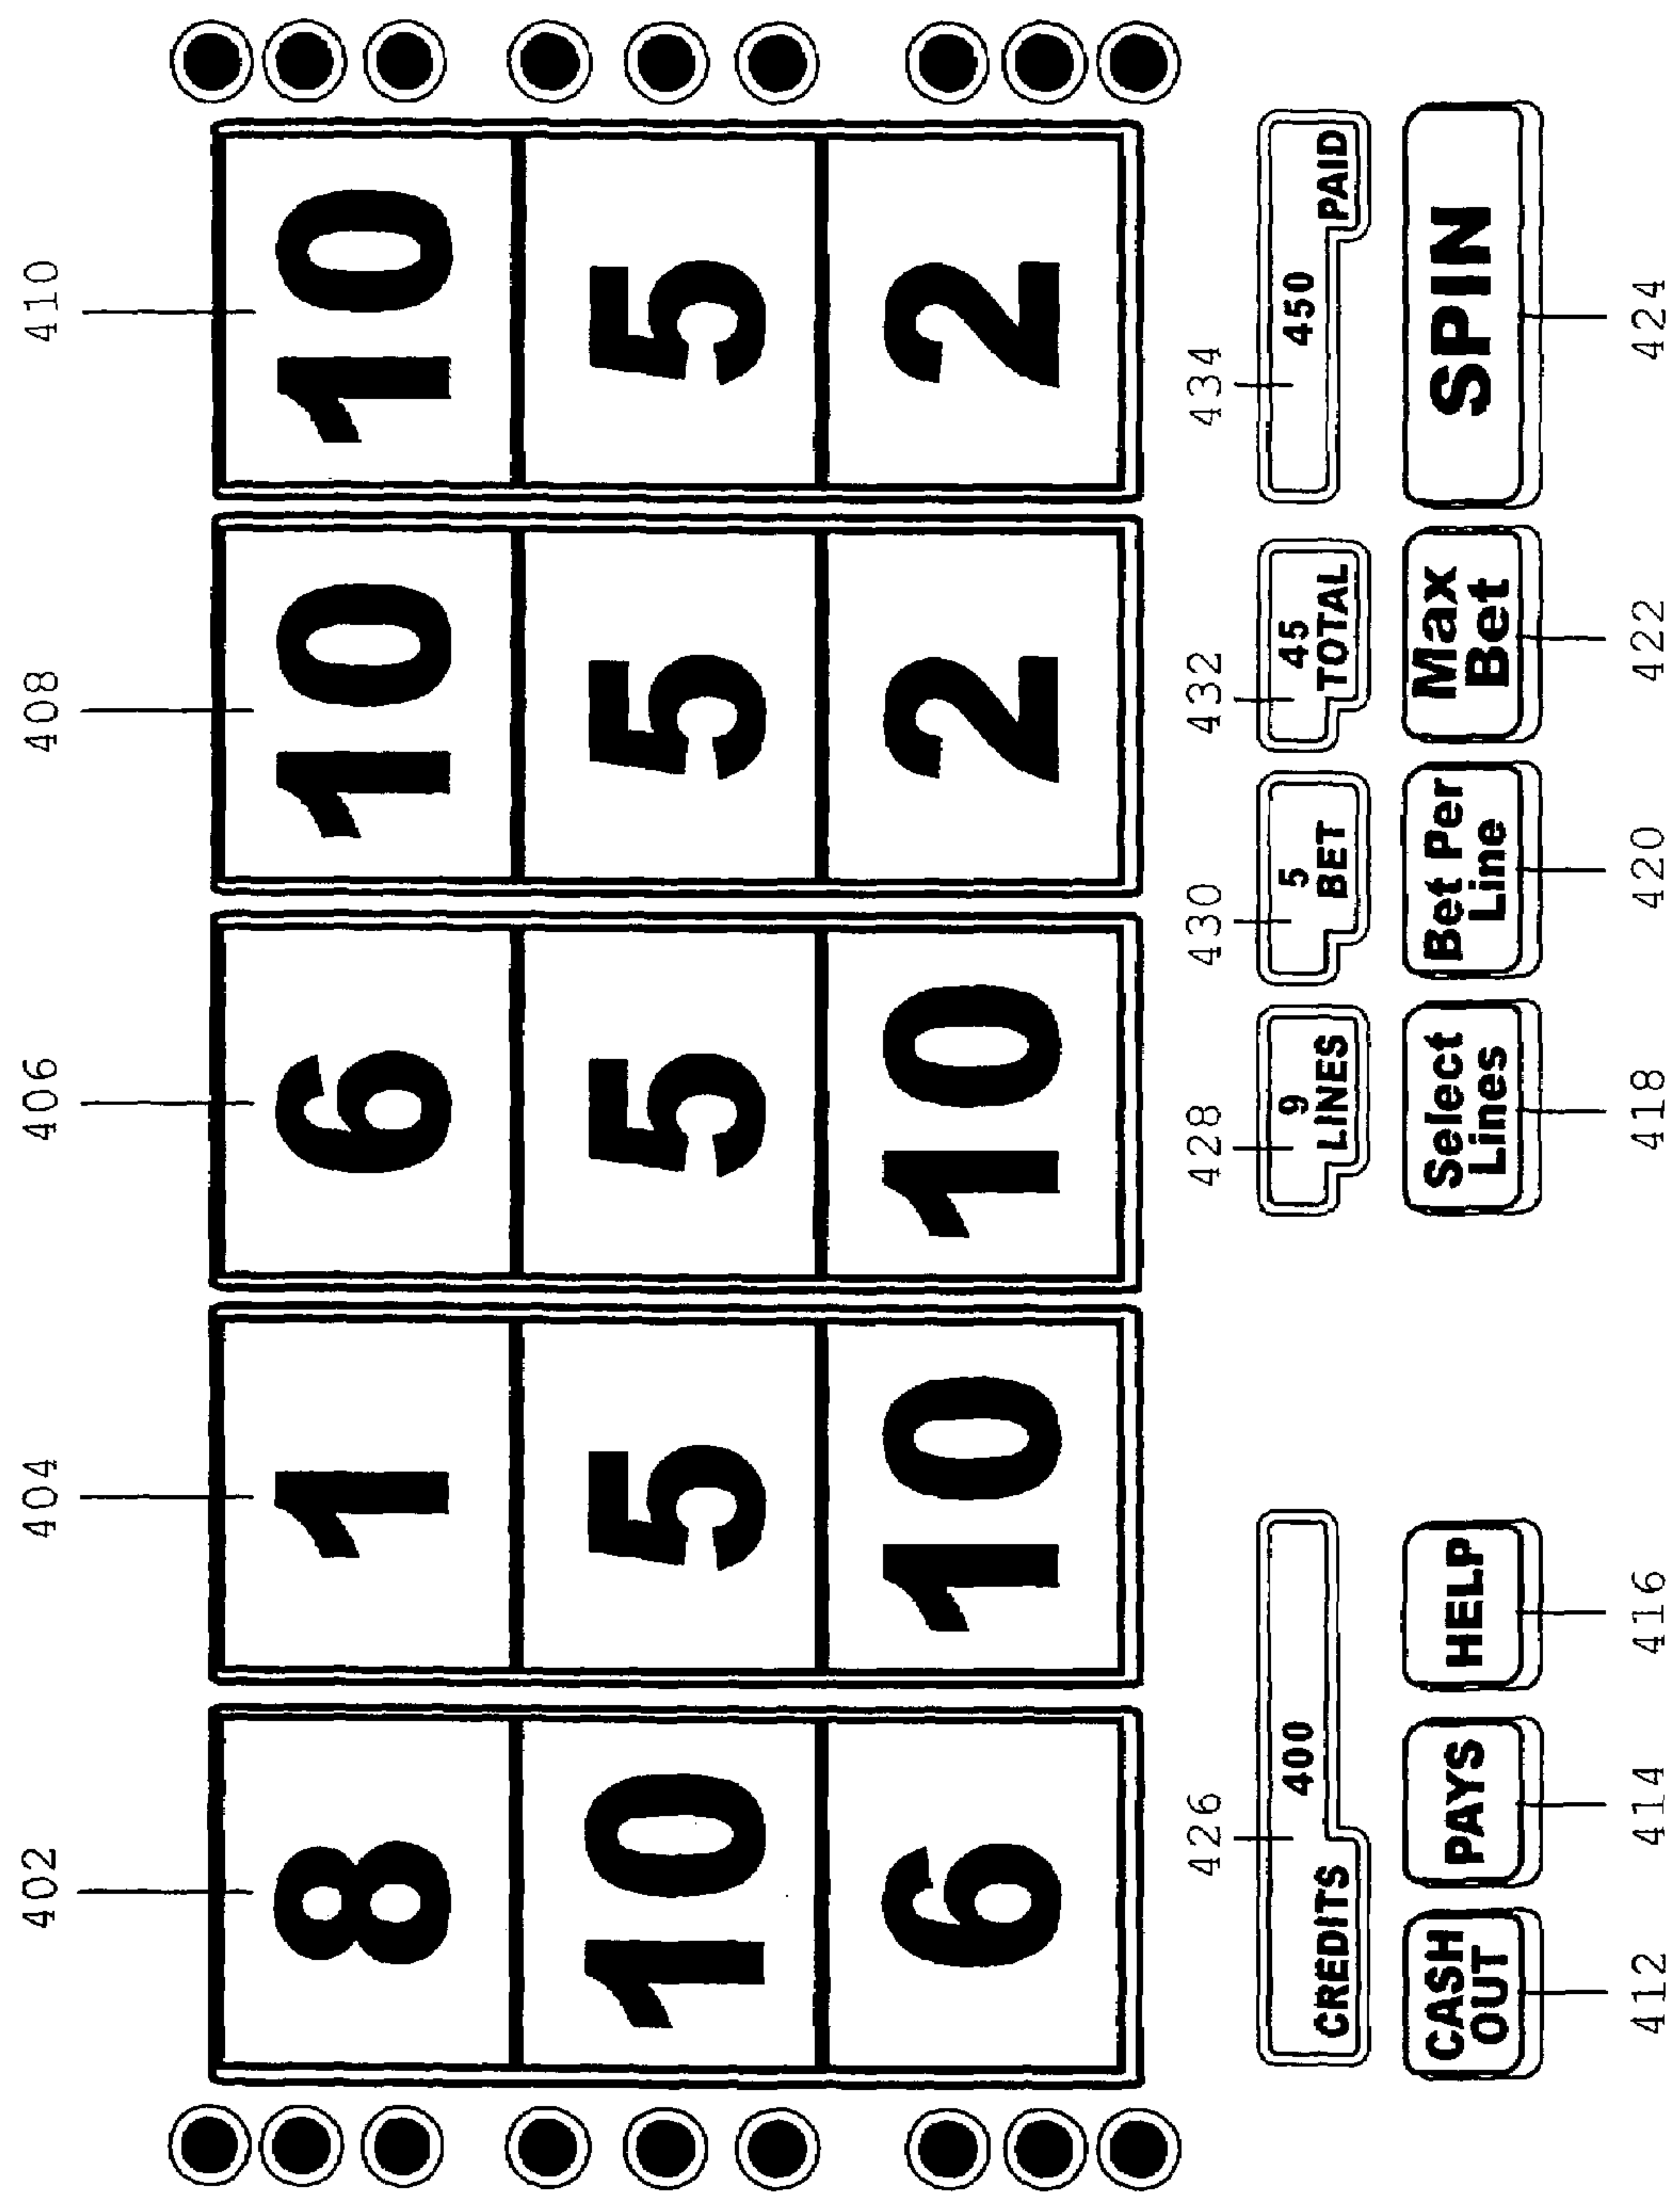 402 404 406 408 410
8 1 6 10 10
10 5 5 5 5
6 10 10 2 2
426 428 430 432 434
400 9 5 45 450
CREDITS LINES BET TOTAL PAID
CASH OUT
PAYS
HELP
Select Lines
Bet Per Line
Max Bet
SPIN
412 414 416 418 420 422 424